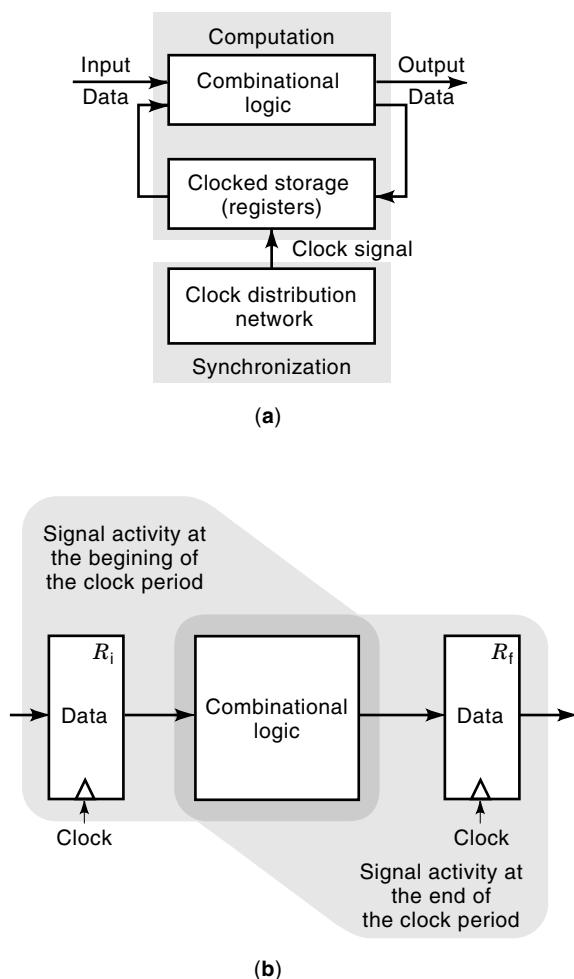 Computation
Input
Data
Combinational
logic
Output
Data
Clocked storage
(registers)
Clock signal
Clock distribution
network
Synchronization
(a)
Signal activity at
the begining of
the clock period
Ri
Data
Clock
Combinational
logic
Rf
Data
Clock
Signal activity at
the end of
the clock period
(b)